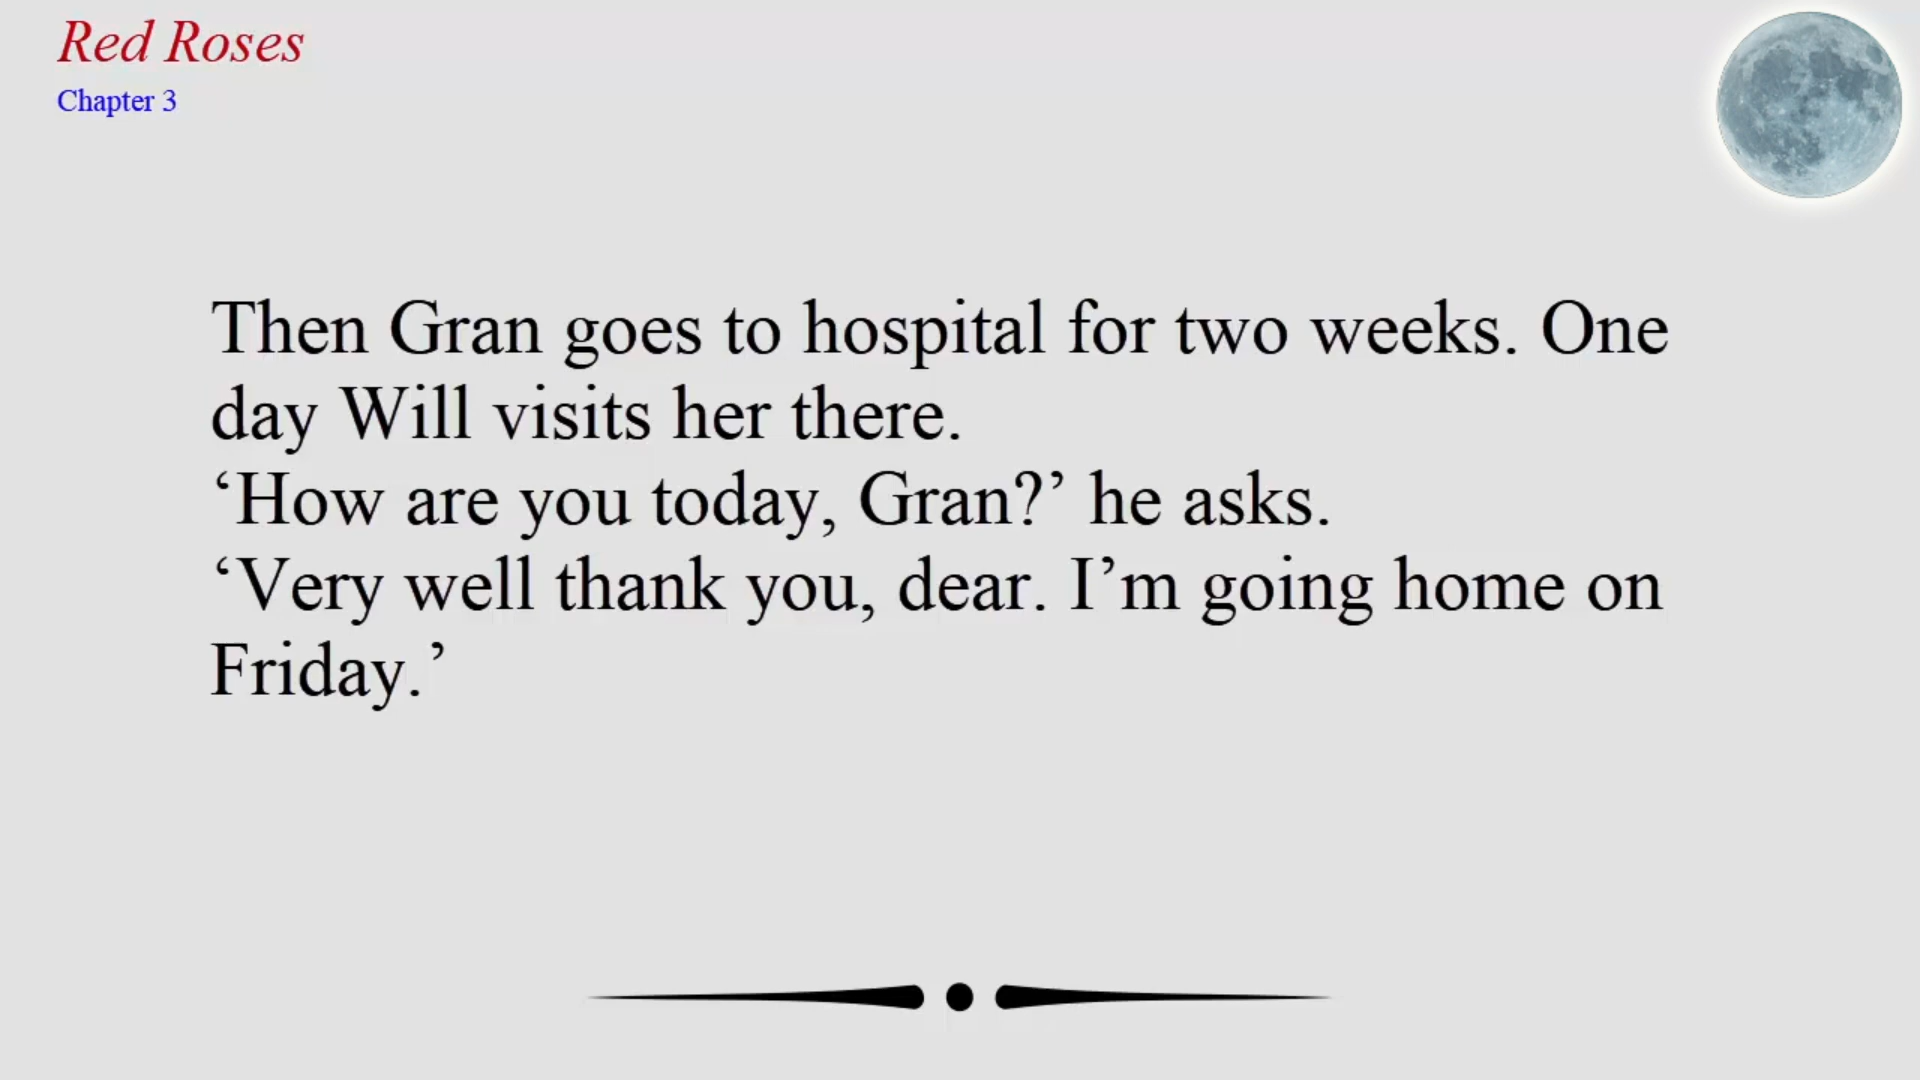 Red Roses
Chapter 3
Then Gran goes to hospital for two weeks. One
day Will visits her there.
‘How are you today, Gran?’ he asks.
‘Very well thank you, dear. I’m going home on
Friday.’